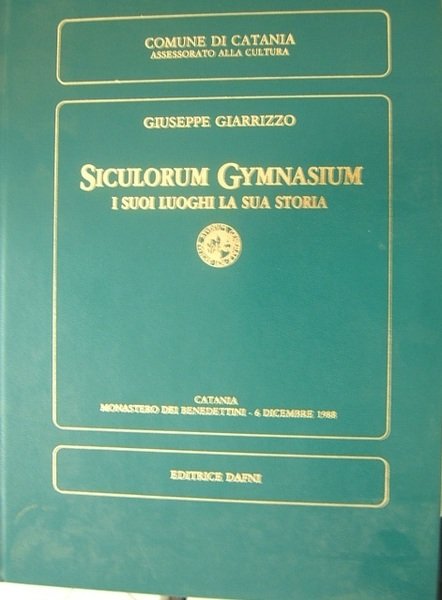 COMUNE DI CATANIA
ASSESSORATO ALLA CULTURA
GIUSEPPE GIARRIZZO
SICULORUM GYMNASIUM
I SUOI LUOGHI LA SUA STORIA
CATANIA
MONASTERO DEI BENEDETTINI - 6 DICEMBRE 1988
EDITRICE DAFNI